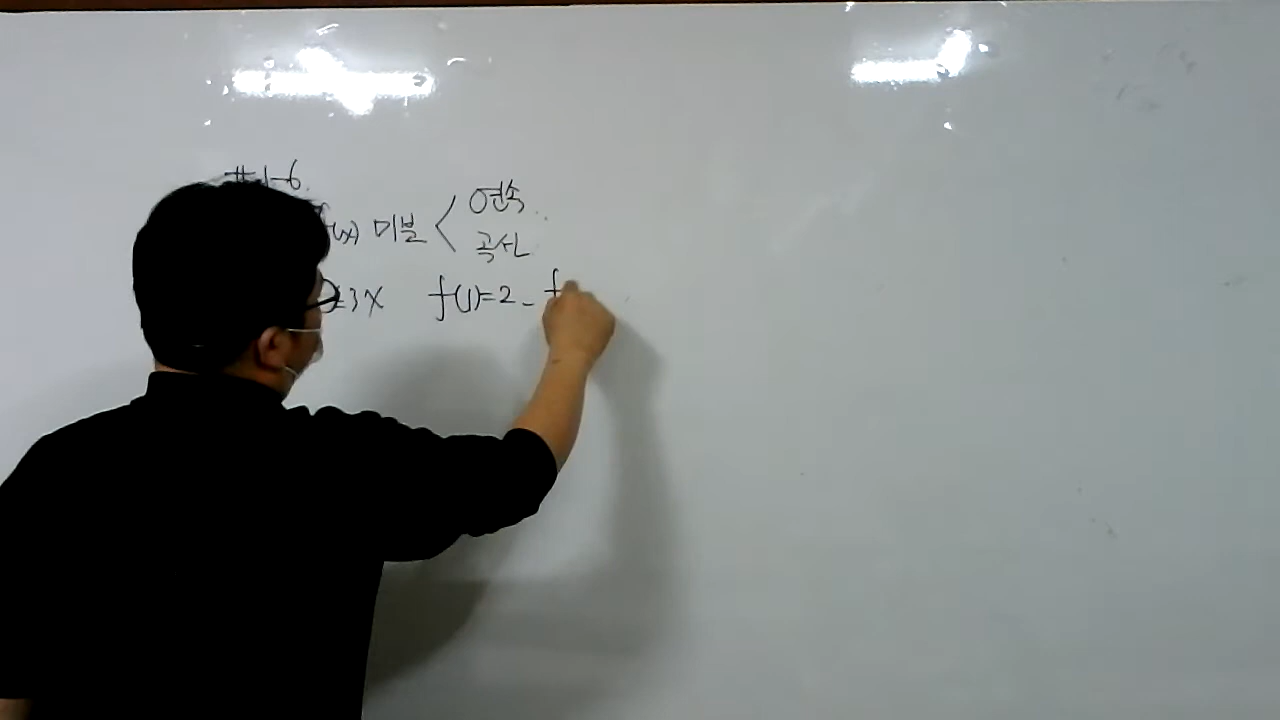 #1-6.
f(x) 미분 < 연속
곡선
=3x f(1)=2 - f